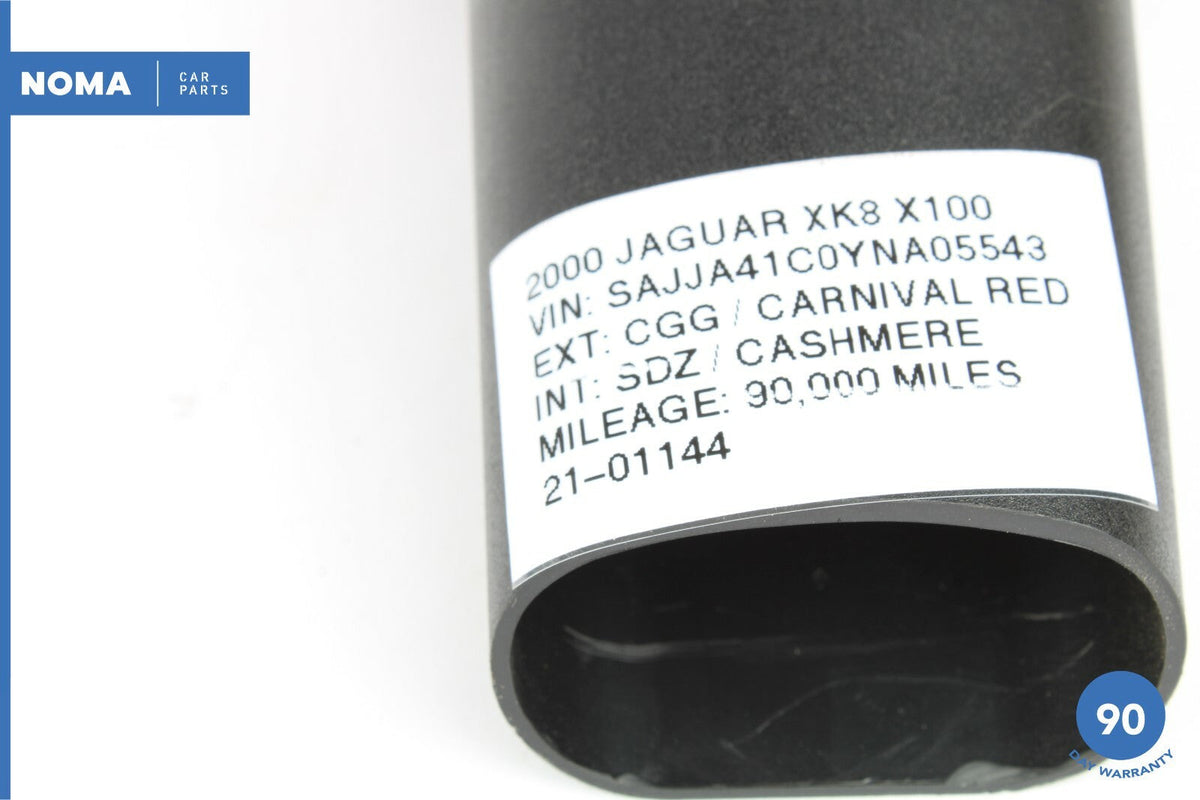 NOMA
CAR
PARTS
2000 JAGUAR XK8 X100
VIN: SAJJA41C0YNA05543
EXT: CGG / CARNIVAL RED
INT: SDZ / CASHMERE
MILEAGE: 90,000 MILES
21-01144
90
DAY WARRANTY